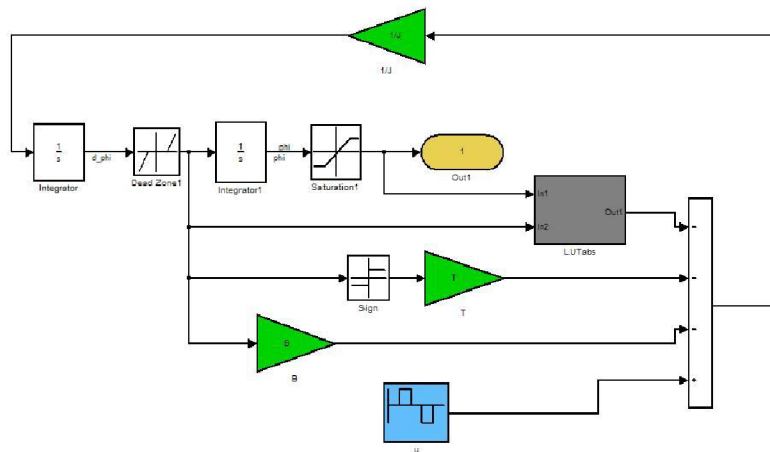 1/J
1/J
1
s
d_phi
Integrator
Dead Zone1
1
s
Integrator1
phi
phi
Saturation1
1
Out1
In1
In2
Out1
LUTabs
Sign
T
T
B
B
u